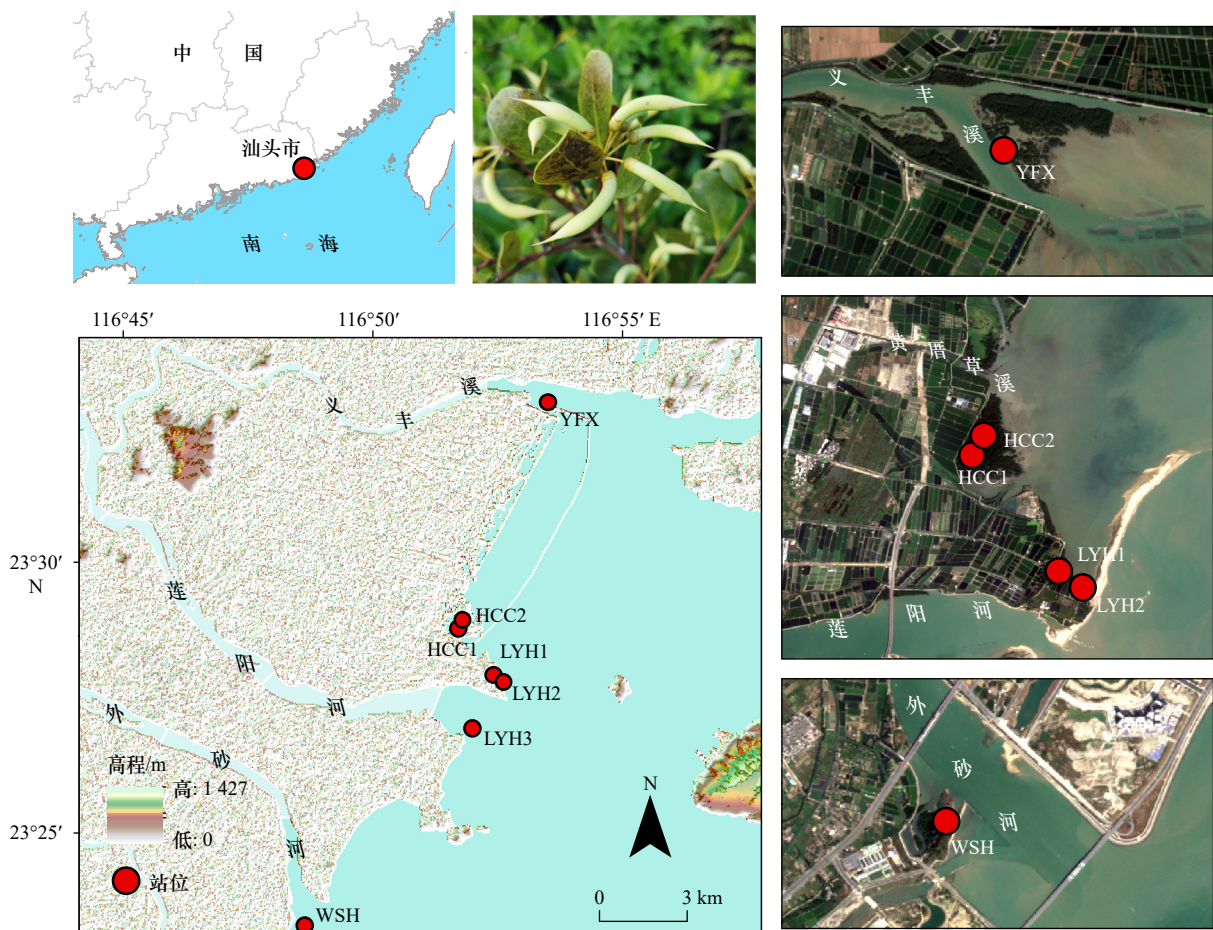 中 国
汕头市
南 海
义丰溪
YFX
黄厝草溪
HCC2
HCC1
LYH1
LYH2
莲阳河
外砂河
WSH
116°45′ 116°50′ 116°55′ E
23°30′
N
23°25′
义丰溪
YFX
HCC2
HCC1
LYH1
LYH2
LYH3
莲阳河
外砂河
高程/m
高: 1 427
低: 0
站位
WSH
N
0 3 km